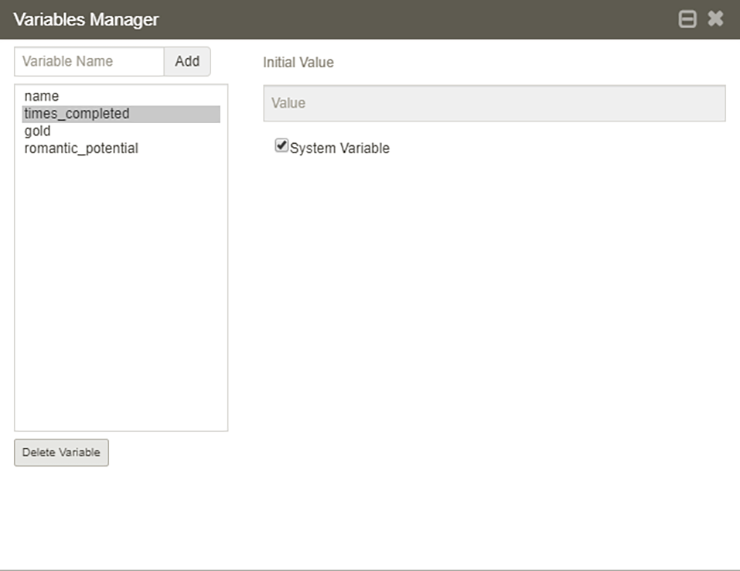 Variables Manager
Variable Name
Add
Initial Value
name
times_completed
gold
romantic_potential
Value
System Variable
Delete Variable